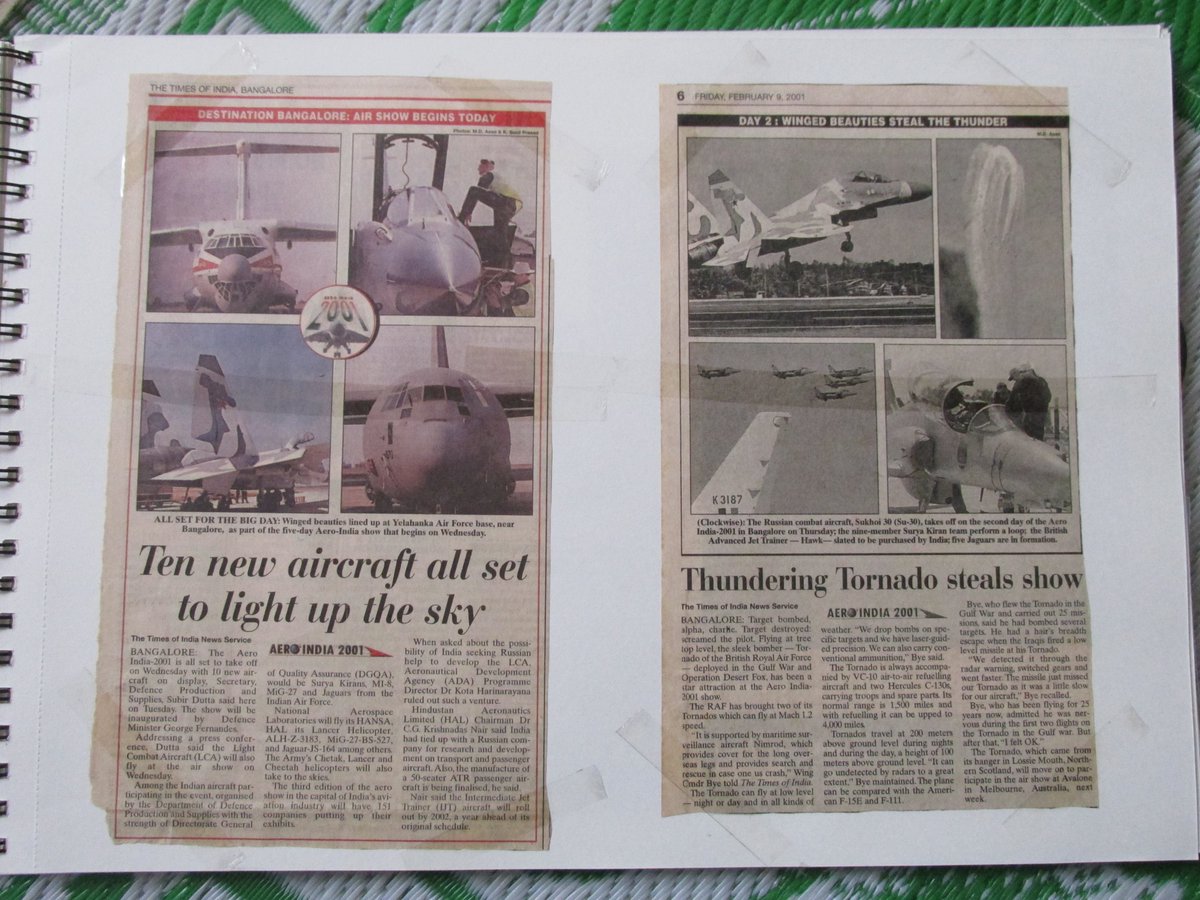 THE TIMES OF INDIA, BANGALORE
DESTINATION BANGALORE: AIR SHOW BEGINS TODAY
Photos: M.D. Azad & K. Sunil Prasad
2001
ALL SET FOR THE BIG DAY: Winged beauties lined up at Yelahanka Air Force base, near
Bangalore, as part of the five-day Aero-India show that begins on Wednesday.
Ten new aircraft all set
to light up the sky
The Times of India News Service
BANGALORE: The Aero
India-2001 is all set to take off
on Wednesday with 10 new air-
craft on display, Secretary,
Defence Production and
Supplies, Subir Dutta said here
on Tuesday. The show will be
inaugurated by Defence
Minister George Fernandes.
Addressing a press confer-
ence, Dutta said the Light
Combat Aircraft (LCA) will also
fly at the air show on
Wednesday.
Among the Indian aircraft par-
ticipating in the event, organised
by the Department of Defence
Production and Supplies with the
strength of Directorate General
AERO INDIA 2001
of Quality Assurance (DGQA),
would be Surya Kirans, MI-8,
MiG-27 and Jaguars from the
Indian Air Force.
National Aerospace
Laboratories will fly its HANSA,
HAL its Lancer Helicopter,
ALH-Z-3183, MiG-27-BS-527,
and Jaguar-JS-164 among others.
The Army's Chetak, Lancer and
Cheetah helicopters will also
take to the skies.
The third edition of the aero
show in the capital of India's avi-
ation industry will have 151
companies putting up their
exhibits.
When asked about the possi-
bility of India seeking Russian
help to develop the LCA,
Aeronautical Development
Agency (ADA) Programme
Director Dr Kota Harinarayana
ruled out such a venture.
Hindustan Aeronautics
Limited (HAL) Chairman Dr
C.G. Krishnadas Nair said India
had tied up with a Russian com-
pany for research and develop-
ment on transport and passenger
aircraft. Also, the manufacture of
a 50-seater ATR passenger air-
craft is being finalised, he said.
Nair said the Intermediate Jet
Trainer (IJT) aircraft will roll
out by 2002, a year ahead of its
original schedule.
6 FRIDAY, FEBRUARY 9, 2001
DAY 2 : WINGED BEAUTIES STEAL THE THUNDER
M.D. Azad
K 3187
(Clockwise): The Russian combat aircraft, Sukhoi 30 (Su-30), takes off on the second day of the Aero
India-2001 in Bangalore on Thursday; the nine-member Surya Kiran team perform a loop; the British
Advanced Jet Trainer — Hawk— slated to be purchased by India; five Jaguars are in formation.
Thundering Tornado steals show
The Times of India News Service
BANGALORE: Target bombed,
alpha, charlie. Target destroyed:
screamed the pilot. Flying at tree
top level, the sleek bomber — Tor-
nado of the British Royal Air Force
— deployed in the Gulf War and
Operation Desert Fox, has been a
star attraction at the Aero India-
2001 show.
The RAF has brought two of its
Tornados which can fly at Mach 1.2
speed.
"It is supported by maritime sur-
veillance aircraft Nimrod, which
provides cover for the long over-
seas legs and provides search and
rescue in case one us crash," Wing
Cmdr Bye told The Times of India.
The Tornado can fly at low level
— night or day and in all kinds of
AERO INDIA 2001
weather. "We drop bombs on spe-
cific targets and we have laser-guid-
ed precision. We can also carry con-
ventional ammunition," Bye said.
The Tornado is always accompa-
nied by VC-10 air-to-air refuelling
aircraft and two Hercules C-130s,
carrying troops and spare parts. Its
normal range is 1,500 miles and
with refuelling it can be upped to
4,000 miles.
Tornados travel at 200 meters
above ground level during nights
and during the day, a height of 100
meters above ground level. "It can
go undetected by radars to a great
extent." Bye maintained. The plane
can be compared with the Ameri-
can F-15E and F-111.
Bye, who flew the Tornado in the
Gulf War and carried out 25 mis-
sions, said he had bombed several
targets. He had a hair's breadth
escape when the Iraqis fired a low
level missile at his Tornado.
"We detected it through the
radar warning, switched gears and
went faster. The missile just missed
our Tornado as it was a little slow
for our aircraft," Bye recalled.
Bye, who has been flying for 25
years now, admitted he was ner-
vous during the first two flights on
the Tornado in the Gulf war. But
after that, "I felt OK."
The Tornado, which came from
its hanger in Lossie Mouth, North-
ern Scotland, will move on to par-
ticipate in the air show at Avalone
in Melbourne, Australia, next
week.